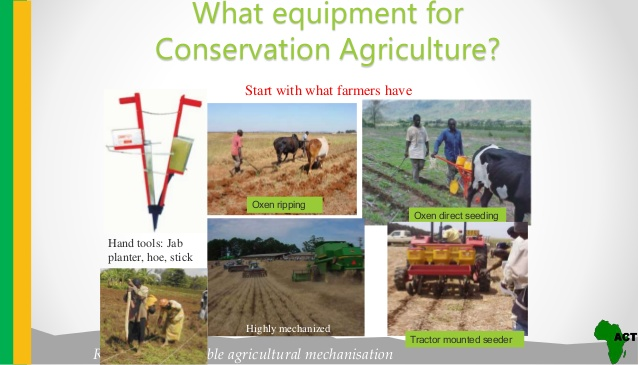 What equipment for
Conservation Agriculture?
Start with what farmers have
Oxen ripping
Oxen direct seeding
Hand tools: Jab
planter, hoe, stick
Highly mechanized
Tractor mounted seeder
agricultural mechanisation
ACT